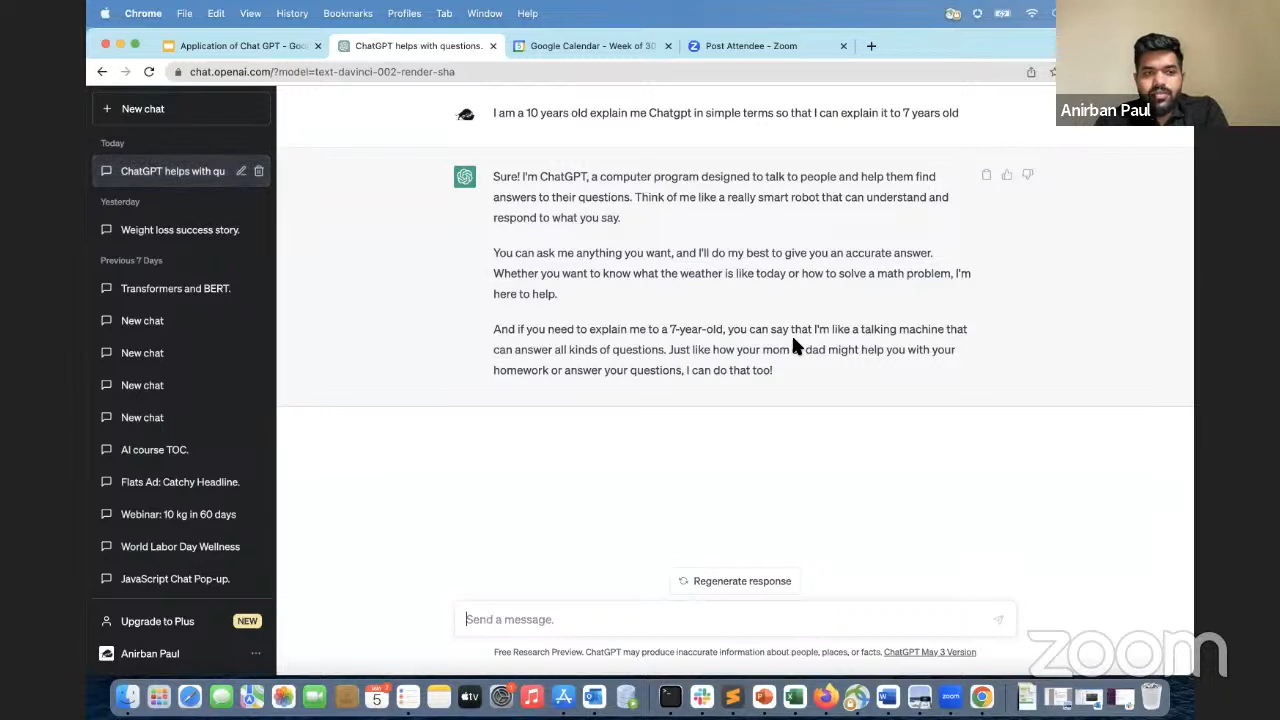 Chrome File Edit View History Bookmarks Profiles Tab Window Help
Application of Chat GPT - Goo
ChatGPT helps with questions.
Google Calendar - Week of 30
Post Attendee - Zoom
chat.openai.com/?model=text-davinci-002-render-sha
Anirban Paul
New chat
Today
ChatGPT helps with qu
Yesterday
Weight loss success story.
Previous 7 Days
Transformers and BERT.
New chat
New chat
New chat
New chat
AI course TOC.
Flats Ad: Catchy Headline.
Webinar: 10 kg in 60 days
World Labor Day Wellness
JavaScript Chat Pop-up.
Upgrade to Plus NEW
Anirban Paul
I am a 10 years old explain me Chatgpt in simple terms so that I can explain it to 7 years old
Sure! I'm ChatGPT, a computer program designed to talk to people and help them find
answers to their questions. Think of me like a really smart robot that can understand and
respond to what you say.
You can ask me anything you want, and I'll do my best to give you an accurate answer.
Whether you want to know what the weather is like today or how to solve a math problem, I'm
here to help.
And if you need to explain me to a 7-year-old, you can say that I'm like a talking machine that
can answer all kinds of questions. Just like how your mom dad might help you with your
homework or answer your questions, I can do that too!
Regenerate response
Send a message.
Free Research Preview. ChatGPT may produce inaccurate information about people, places, or facts. ChatGPT May 3 Version
zoom
5
tv
zoom